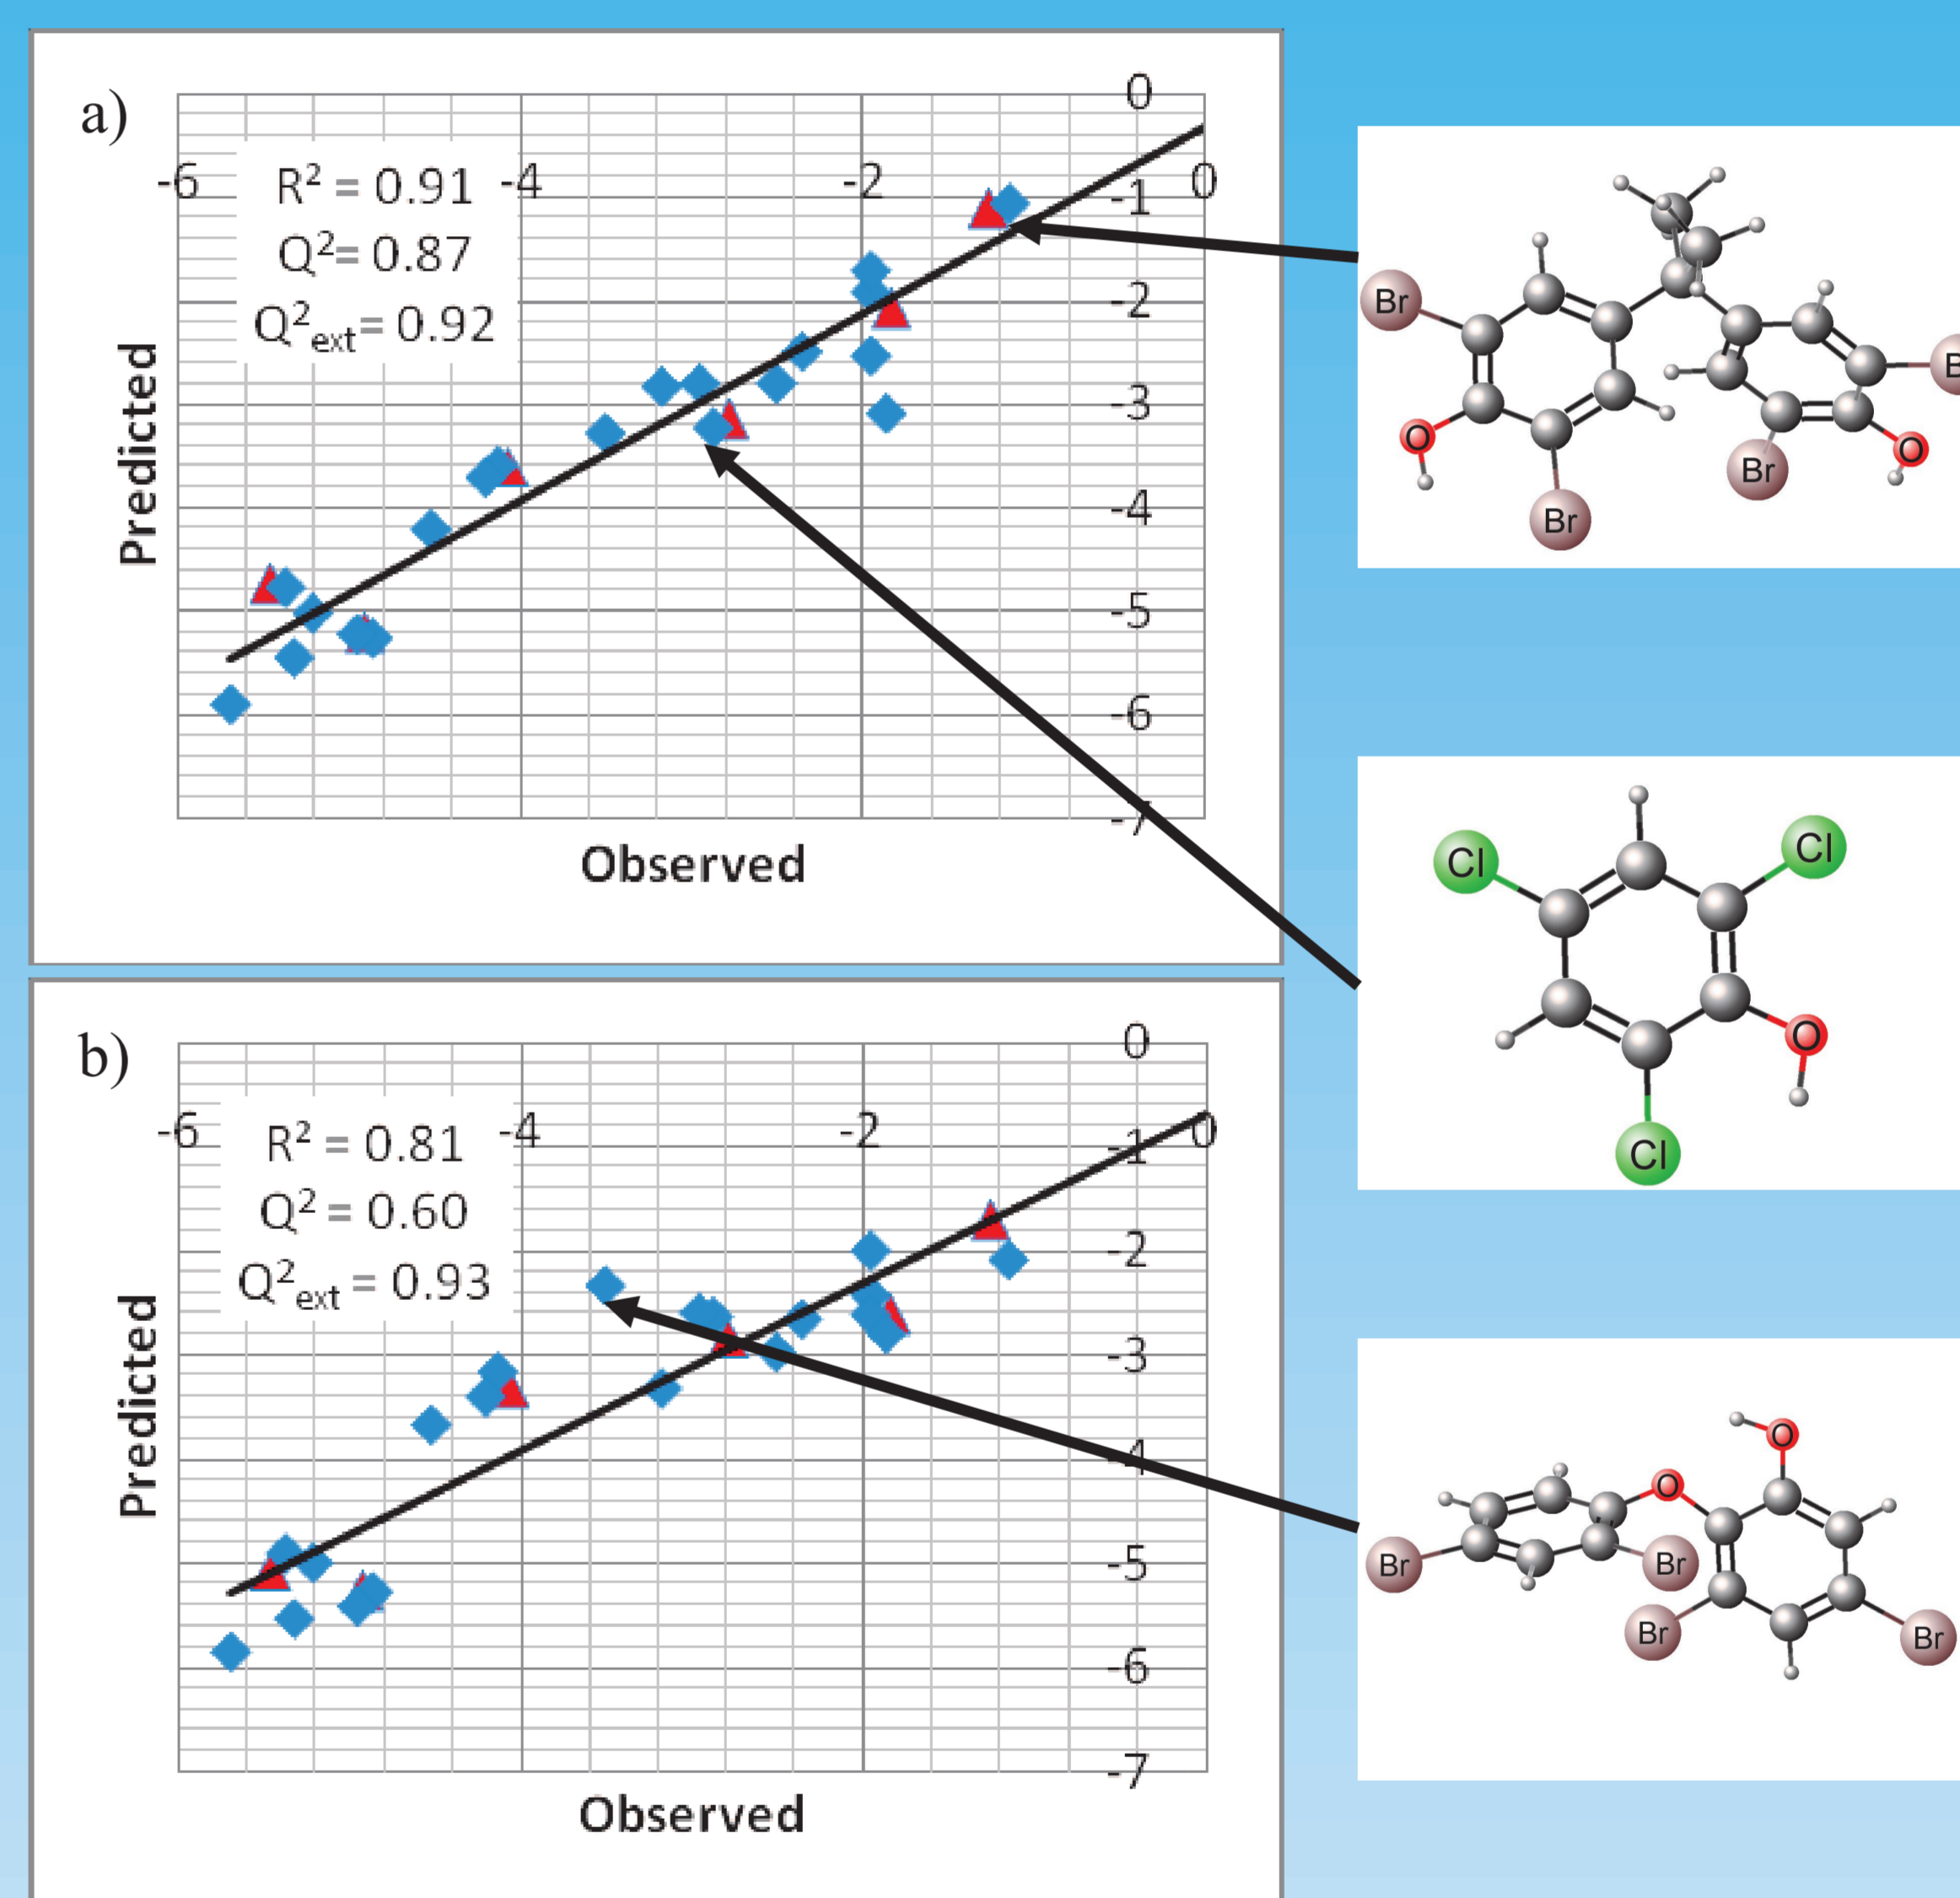 a)
0
-6
-4
-2
0
R² = 0.91
Q²= 0.87
Q²ext= 0.92
-1
-2
-3
-4
-5
-6
-7
Predicted
Observed
Br
O
Br
Br
O
Cl
Cl
O
Cl
b)
0
-6
-4
-2
0
R² = 0.81
Q² = 0.60
Q²ext = 0.93
-1
-2
-3
-4
-5
-6
-7
Predicted
Observed
O
O
Br
Br
Br
Br